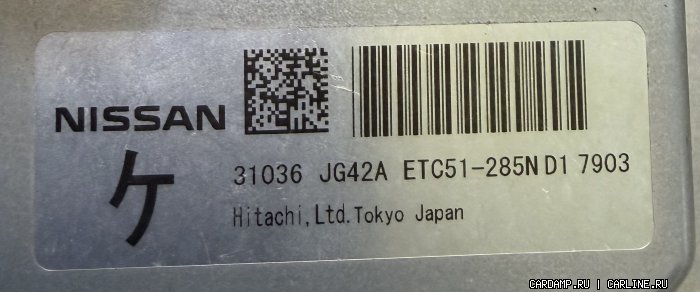 NISSAN
ケ
31036 JG42A ETC51-285N D1 7903
Hitachi,Ltd.Tokyo Japan
CARDAMP.RU | CARLINE.RU